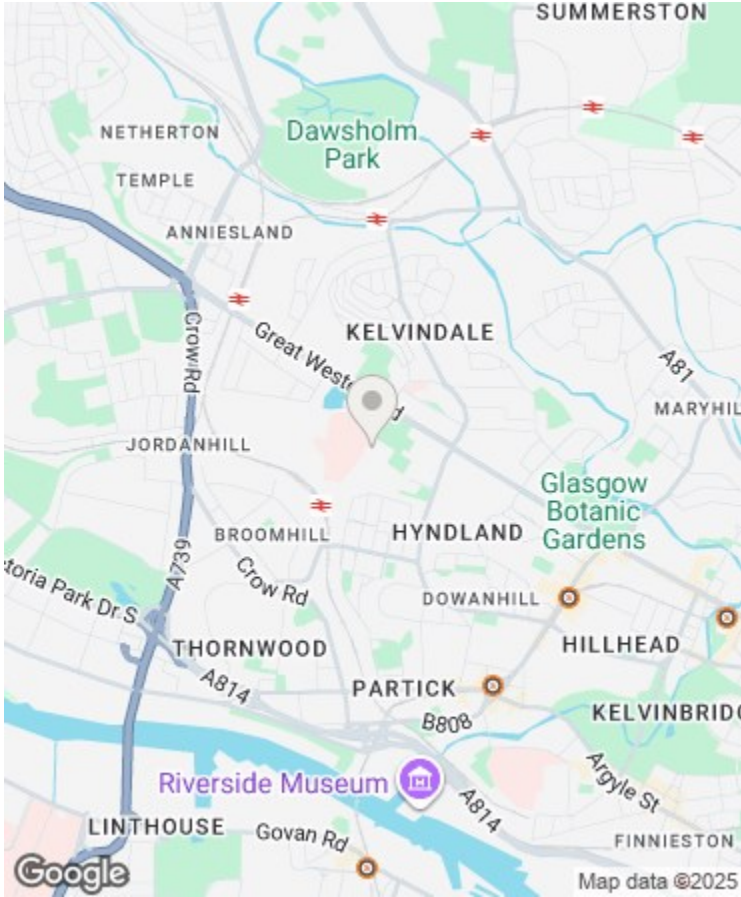 SUMMERSTON
NETHERTON
Dawsholm
Park
TEMPLE
ANNIESLAND
Crow Rd
Great Weste
d
KELVINDALE
A81
MARYHIL
JORDANHILL
Glasgow
Botanic
Gardens
BROOMHILL
HYNDLAND
A739
Crow Rd
toria Park Dr S
DOWANHILL
THORNWOOD
HILLHEAD
A814
PARTICK
KELVINBRIDG
B808
Argyle St
Riverside Museum
A814
LINTHOUSE
Govan Rd
FINNIESTON
Google
Map data ©2025